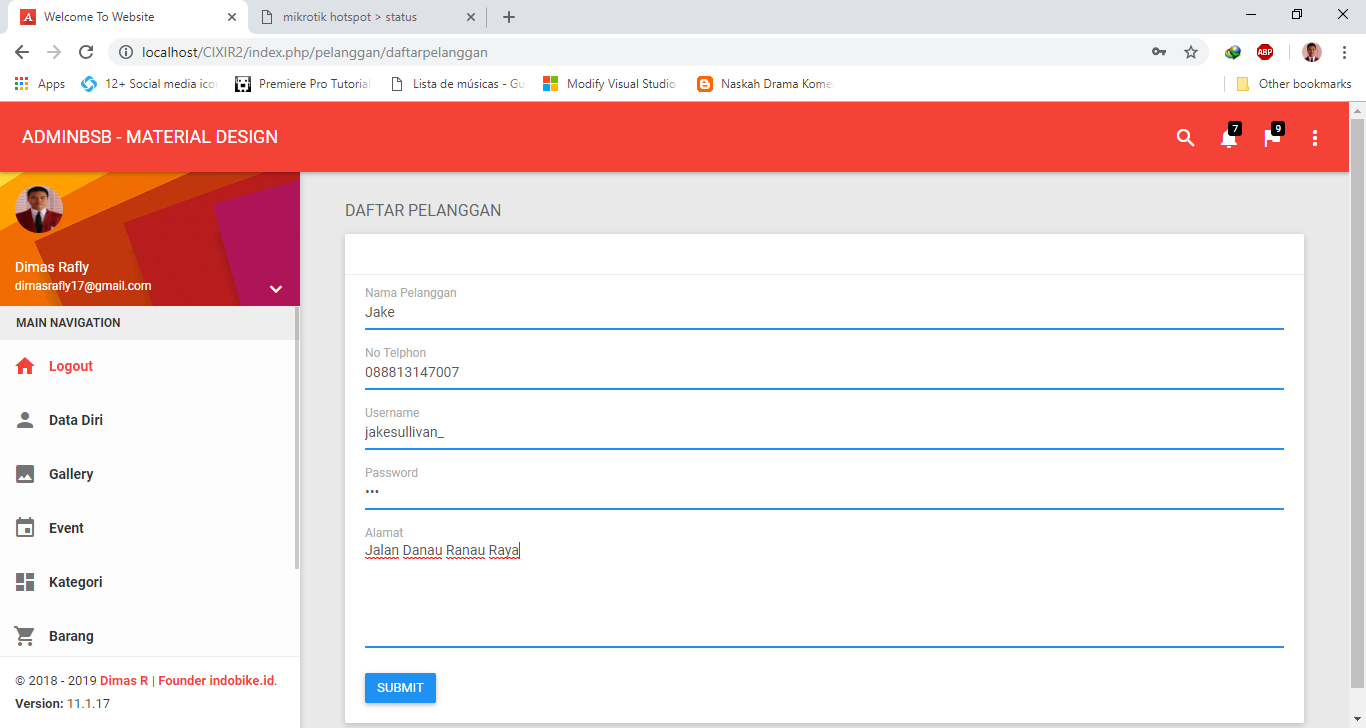 Welcome To Website
mikrotik hotspot > status
localhost/CIXIR2/index.php/pelanggan/daftarpelanggan
ABP
Apps
12+ Social media icon
Premiere Pro Tutorial
Lista de músicas - Gu
Modify Visual Studio
Naskah Drama Kome
Other bookmarks
ADMINBSB - MATERIAL DESIGN
7
9
Dimas Rafly
dimasrafly17@gmail.com
MAIN NAVIGATION
Logout
Data Diri
Gallery
Event
Kategori
Barang
© 2018 - 2019 Dimas R | Founder indobike.id.
Version: 11.1.17
DAFTAR PELANGGAN
Nama Pelanggan
Jake
No Telphon
088813147007
Username
jakesullivan_
Password
•••
Alamat
Jalan Danau Ranau Raya
SUBMIT